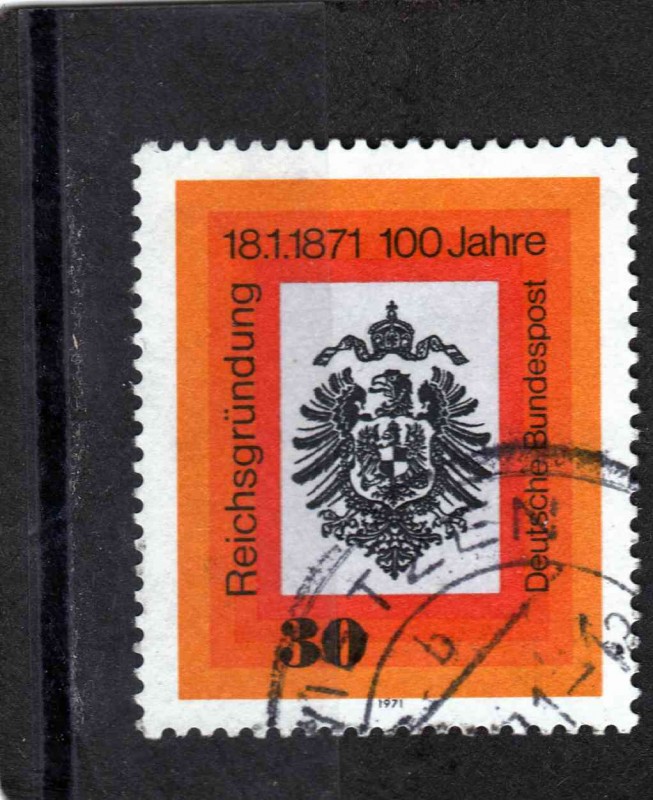 18.1.1871 100 Jahre
Reichsgründung
Deutsche Bundespost
30
1971
b